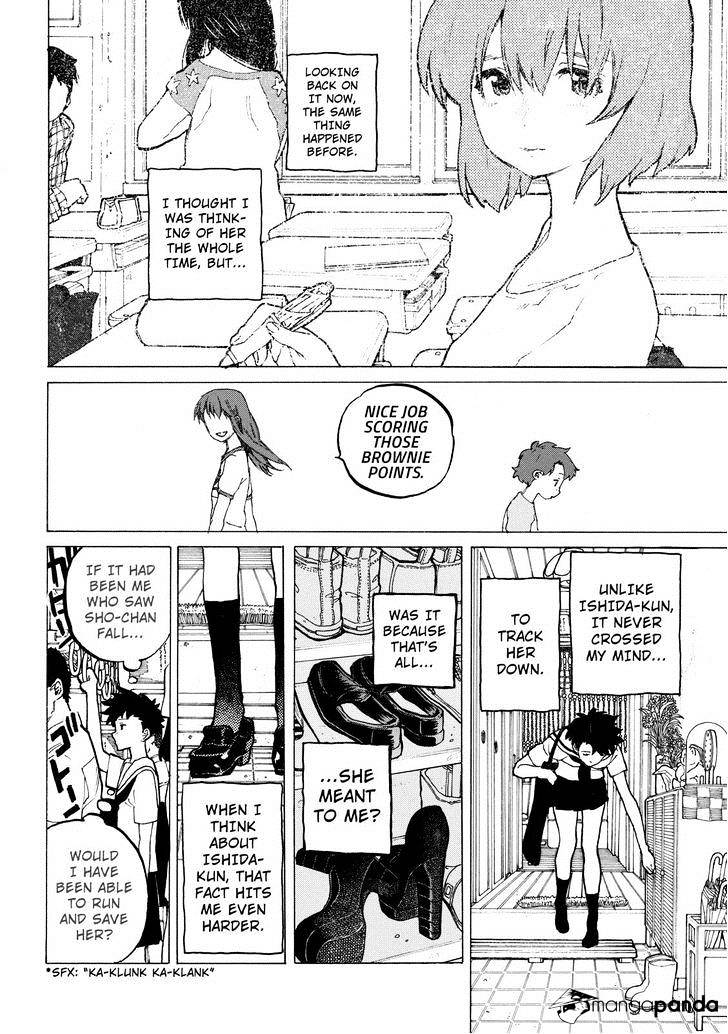 LOOKING
BACK ON
IT NOW,
THE SAME
THING
HAPPENED
BEFORE.
I THOUGHT I
WAS THINK-
ING OF HER
THE WHOLE
TIME, BUT...
NICE JOB
SCORING
THOSE
BROWNIE
POINTS.
UNLIKE
ISHIDA-KUN,
IT NEVER
CROSSED
MY MIND...
TO
TRACK
HER
DOWN.
WAS IT
BECAUSE
THAT'S
ALL...
...SHE
MEANT
TO ME?
WHEN I
THINK
ABOUT
ISHIDA-
KUN, THAT
FACT HITS
ME EVEN
HARDER.
IF IT HAD
BEEN ME
WHO SAW
SHO-CHAN
FALL...
WOULD
I HAVE
BEEN ABLE
TO RUN
AND SAVE
HER?
*SFX: "KA-KLUNK KA-KLANK"
mangapanda